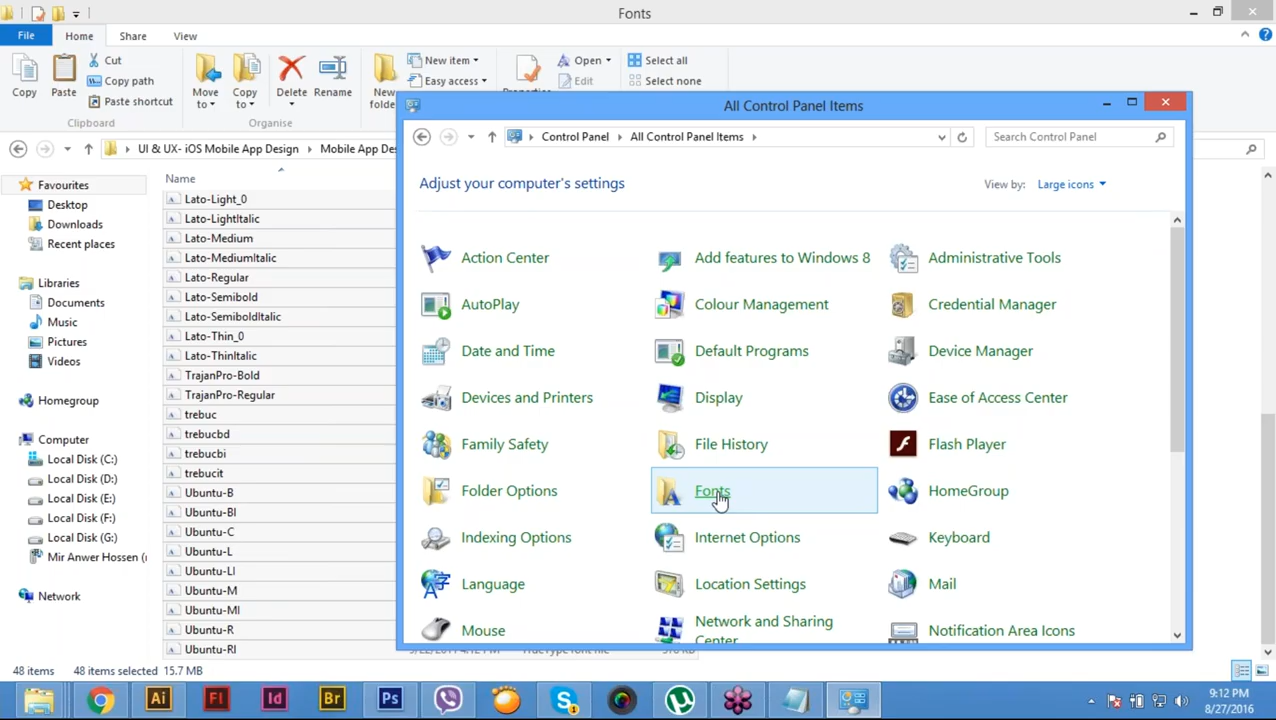 Fonts
File
Home
Share
View
Copy
Paste
Cut
Copy path
Paste shortcut
Clipboard
Move
to
Copy
to
Delete
Rename
Organise
New
folde
New item
Easy access
Open
Edit
Select all
Select none
UI & UX- iOS Mobile App Design
Mobile App De
Favourites
Desktop
Downloads
Recent places
Libraries
Documents
Music
Pictures
Videos
Homegroup
Computer
Local Disk (C:)
Local Disk (D:)
Local Disk (E:)
Local Disk (F:)
Local Disk (G:)
Mir Anwer Hossen (
Network
Name
Lato-Light_0
Lato-LightItalic
Lato-Medium
Lato-MediumItalic
Lato-Regular
Lato-Semibold
Lato-SemiboldItalic
Lato-Thin_0
Lato-ThinItalic
TrajanPro-Bold
TrajanPro-Regular
trebuc
trebucbd
trebucbi
trebucit
Ubuntu-B
Ubuntu-BI
Ubuntu-C
Ubuntu-L
Ubuntu-LI
Ubuntu-M
Ubuntu-MI
Ubuntu-R
Ubuntu-RI
All Control Panel Items
Control Panel
All Control Panel Items
Search Control Panel
Adjust your computer's settings
View by: Large icons
Action Center
Add features to Windows 8
Administrative Tools
AutoPlay
Colour Management
Credential Manager
Date and Time
Default Programs
Device Manager
Devices and Printers
Display
Ease of Access Center
Family Safety
File History
Flash Player
Folder Options
Fonts
HomeGroup
Indexing Options
Internet Options
Keyboard
Language
Location Settings
Mail
Mouse
Network and Sharing
Center
Notification Area Icons
48 items
48 items selected 15.7 MB
Ai
Fl
Id
Br
Ps
9:12 PM
8/27/2016